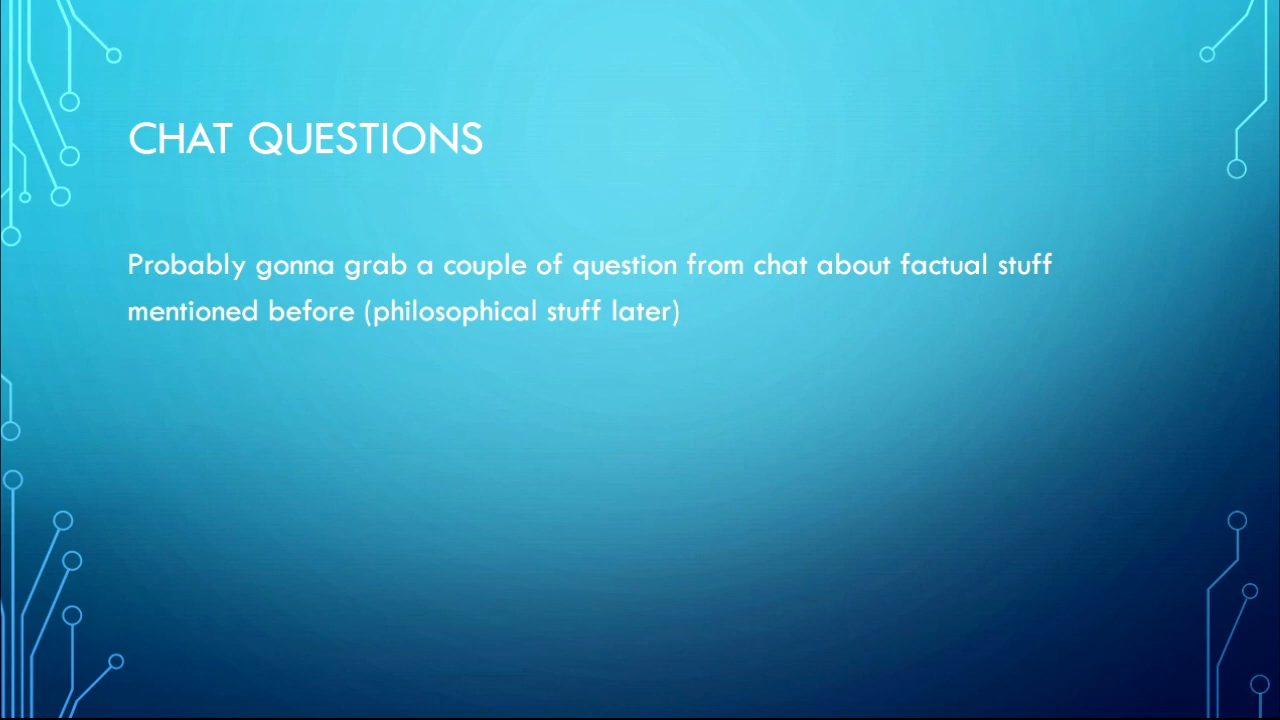 CHAT QUESTIONS
Probably gonna grab a couple of question from chat about factual stuff
mentioned before (philosophical stuff later)